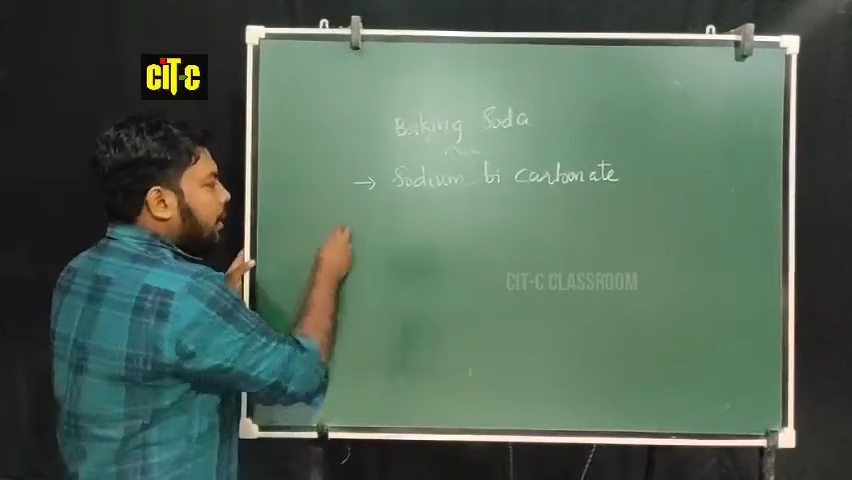 CiT-C
Baking Soda
→ Sodium bi carbonate
CIT-C CLASSROOM